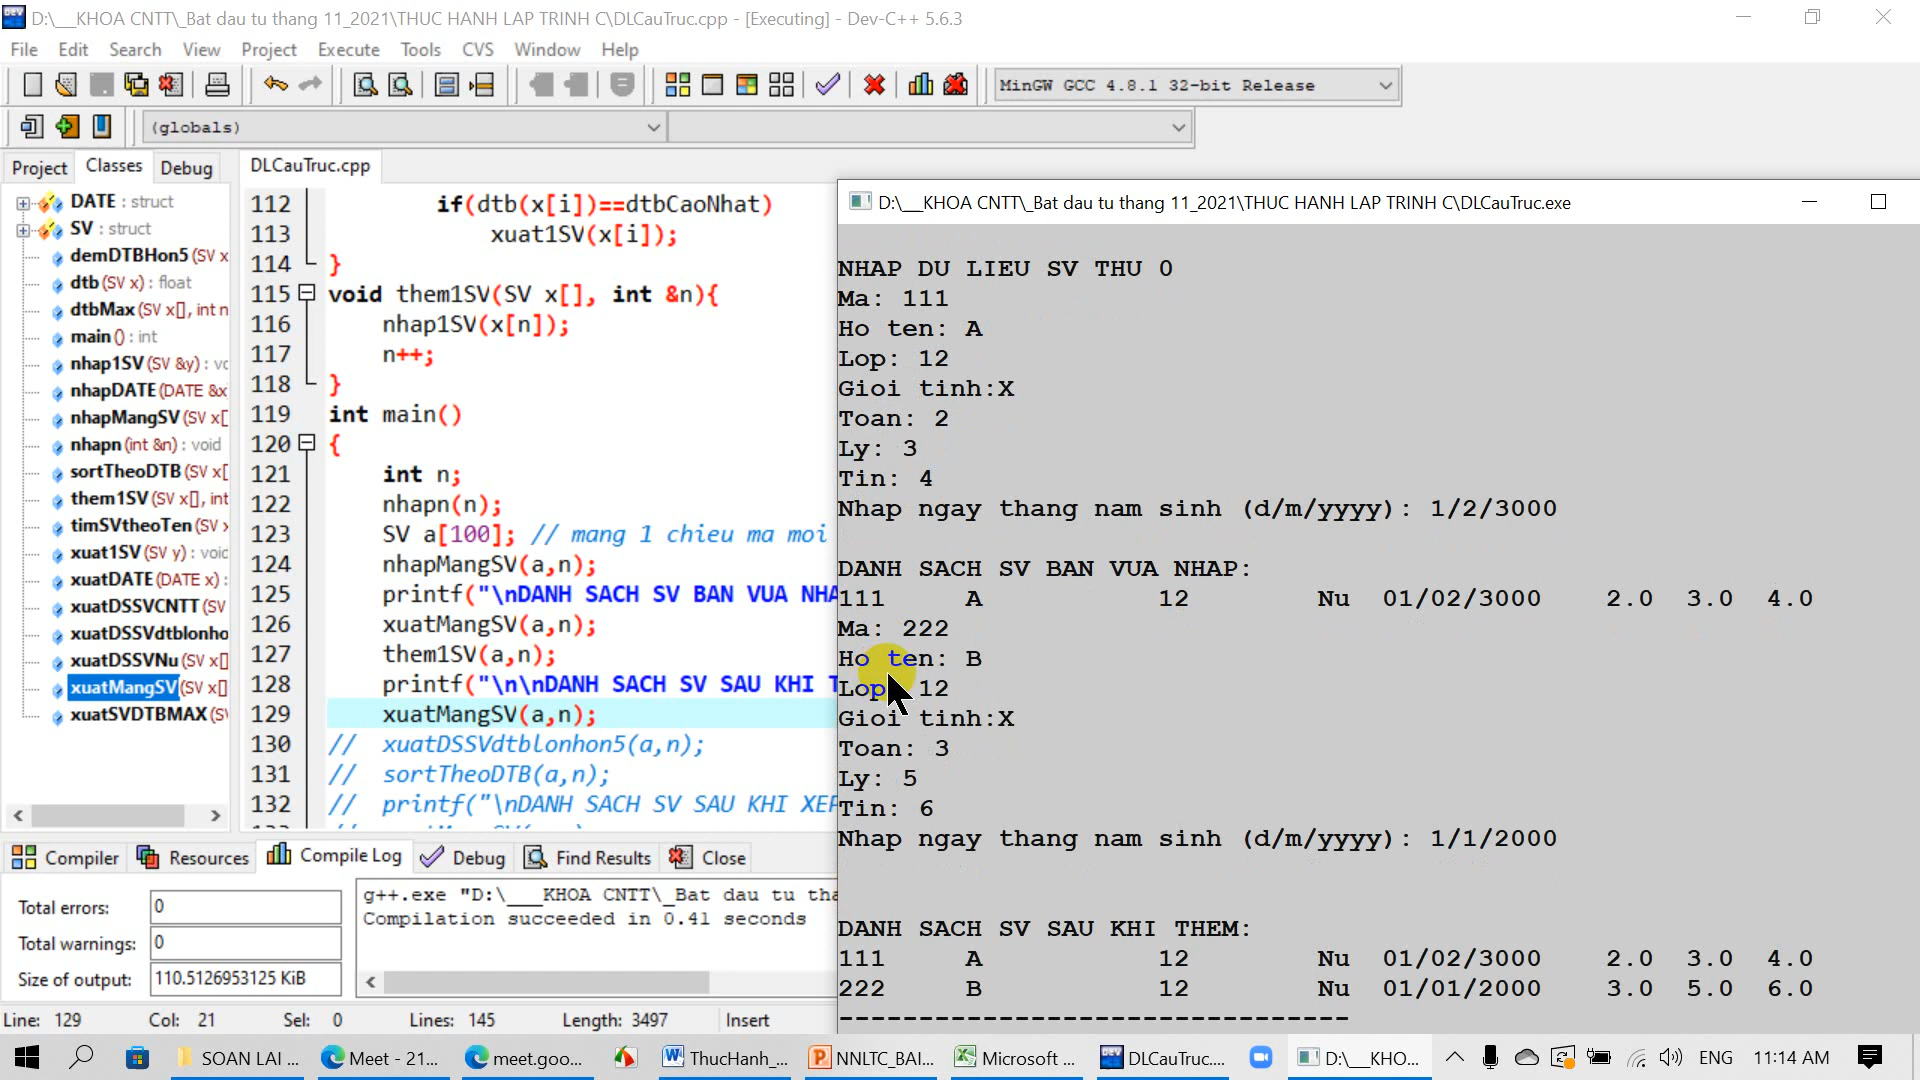 D:\___KHOA CNTT\_Bat dau tu thang 11_2021\THUC HANH LAP TRINH C\DLCauTruc.cpp - [Executing] - Dev-C++ 5.6.3
File Edit Search View Project Execute Tools CVS Window Help
MinGW GCC 4.8.1 32-bit Release
(globals)
Project Classes Debug
DLCauTruc.cpp
DATE : struct
SV : struct
demDTBHon5 (SV x
dtb (SV x) : float
dtbMax (SV x[], int n
main () : int
nhap1SV (SV &y) : vc
nhapDATE (DATE &x
nhapMangSV (SV x[
nhapn (int &n) : void
sortTheoDTB (SV x[
them1SV (SV x[], int
timSVtheoTen (SV x
xuat1SV (SV y) : void
xuatDATE (DATE x) :
xuatDSSVCNTT (SV
xuatDSSVdtblonho
xuatDSSVNu (SV x[]
xuatMangSV (SV x[]
xuatSVDTBMAX (S
112 if(dtb(x[i])==dtbCaoNhat)
113 xuat1SV(x[i]);
114 }
115 void them1SV(SV x[], int &n){
116 nhap1SV(x[n]);
117 n++;
118 }
119 int main()
120 {
121 int n;
122 nhapn(n);
123 SV a[100]; // mang 1 chieu ma moi
124 nhapMangSV(a,n);
125 printf("\nDANH SACH SV BAN VUA NHA
126 xuatMangSV(a,n);
127 them1SV(a,n);
128 printf("\n\nDANH SACH SV SAU KHI T
129 xuatMangSV(a,n);
130 // xuatDSSVdtblonhon5(a,n);
131 // sortTheoDTB(a,n);
132 // printf("\nDANH SACH SV SAU KHI XEP
D:\___KHOA CNTT\_Bat dau tu thang 11_2021\THUC HANH LAP TRINH C\DLCauTruc.exe
NHAP DU LIEU SV THU 0
Ma: 111
Ho ten: A
Lop: 12
Gioi tinh:X
Toan: 2
Ly: 3
Tin: 4
Nhap ngay thang nam sinh (d/m/yyyy): 1/2/3000
DANH SACH SV BAN VUA NHAP:
111 A 12 Nu 01/02/3000 2.0 3.0 4.0
Ma: 222
Ho ten: B
Lop: 12
Gioi tinh:X
Toan: 3
Ly: 5
Tin: 6
Nhap ngay thang nam sinh (d/m/yyyy): 1/1/2000
DANH SACH SV SAU KHI THEM:
111 A 12 Nu 01/02/3000 2.0 3.0 4.0
222 B 12 Nu 01/01/2000 3.0 5.0 6.0
--------------------------------
Compiler Resources Compile Log Debug Find Results Close
Total errors: 0
Total warnings: 0
Size of output: 110.5126953125 KiB
g++.exe "D:\___KHOA CNTT\_Bat dau tu tha
Compilation succeeded in 0.41 seconds
Line: 129 Col: 21 Sel: 0 Lines: 145 Length: 3497 Insert
SOAN LAI ... Meet - 21... meet.goo... ThucHanh_... NNLTC_BAI... Microsoft ... DLCauTruc.... D:\__KHO... ENG 11:14 AM